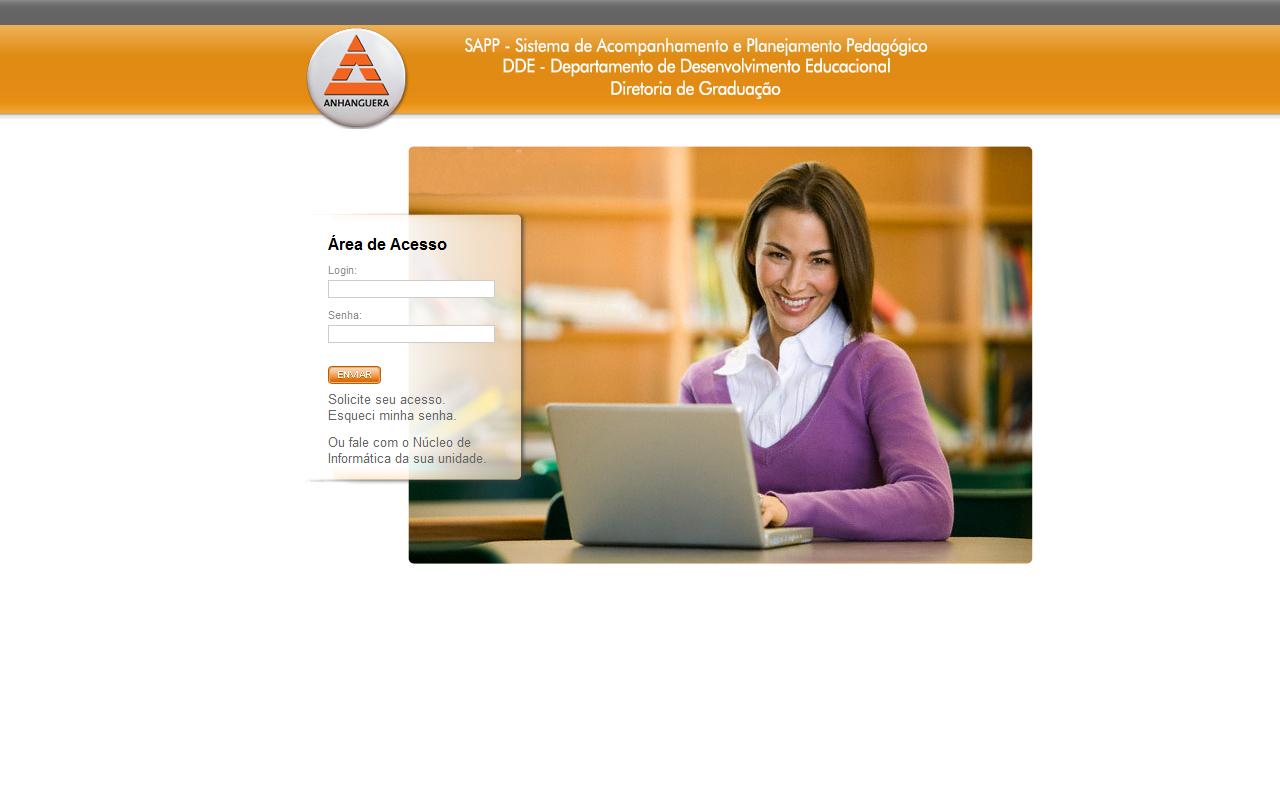 SAPP - Sistema de Acompanhamento e Planejamento Pedagógico
DDE - Departamento de Desenvolvimento Educacional
Diretoria de Graduação
ANHANGUERA
Área de Acesso
Login:
Senha:
ENVIAR
Solicite seu acesso.
Esqueci minha senha.
Ou fale com o Núcleo de
Informática da sua unidade.